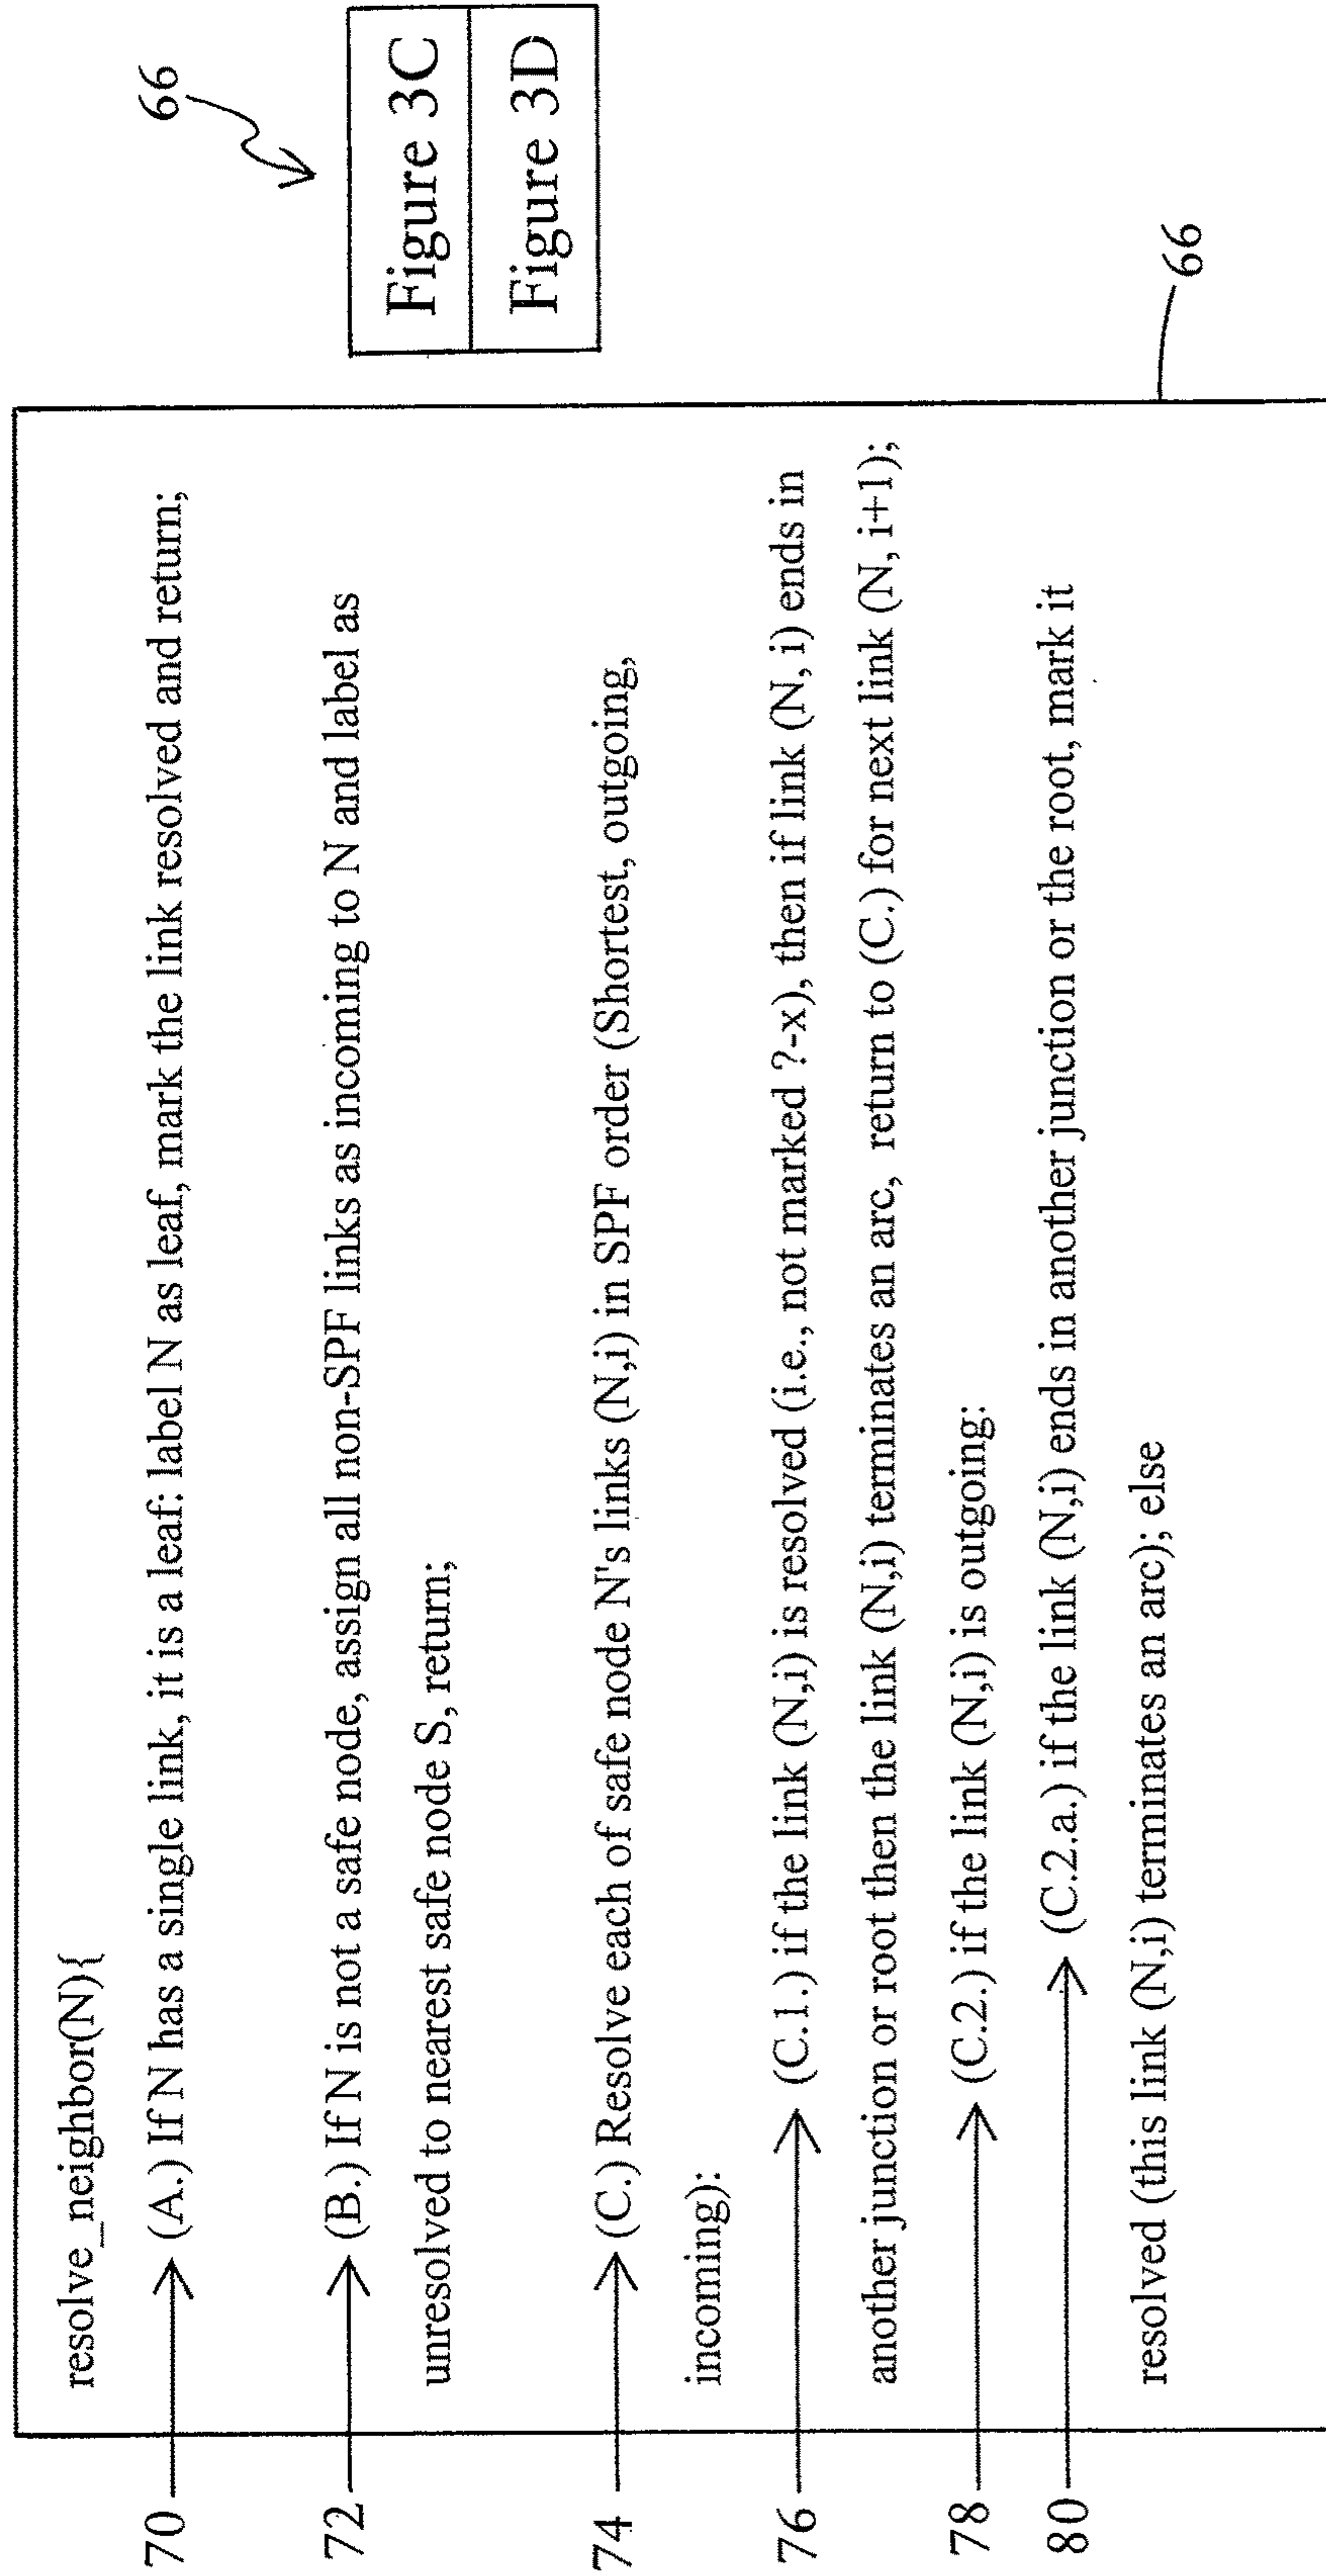 66
Figure 3C
Figure 3D
66
resolve_neighbor(N){
70 (A.) If N has a single link, it is a leaf: label N as leaf, mark the link resolved and return;
72 (B.) If N is not a safe node, assign all non-SPF links as incoming to N and label as
unresolved to nearest safe node S, return;
74 (C.) Resolve each of safe node N's links (N,i) in SPF order (Shortest, outgoing,
incoming):
76 (C.1.) if the link (N,i) is resolved (i.e., not marked ?-x), then if link (N, i) ends in
another junction or root then the link (N,i) terminates an arc, return to (C.) for next link (N, i+1);
78 (C.2.) if the link (N,i) is outgoing:
80 (C.2.a.) if the link (N,i) ends in another junction or the root, mark it
resolved (this link (N,i) terminates an arc); else